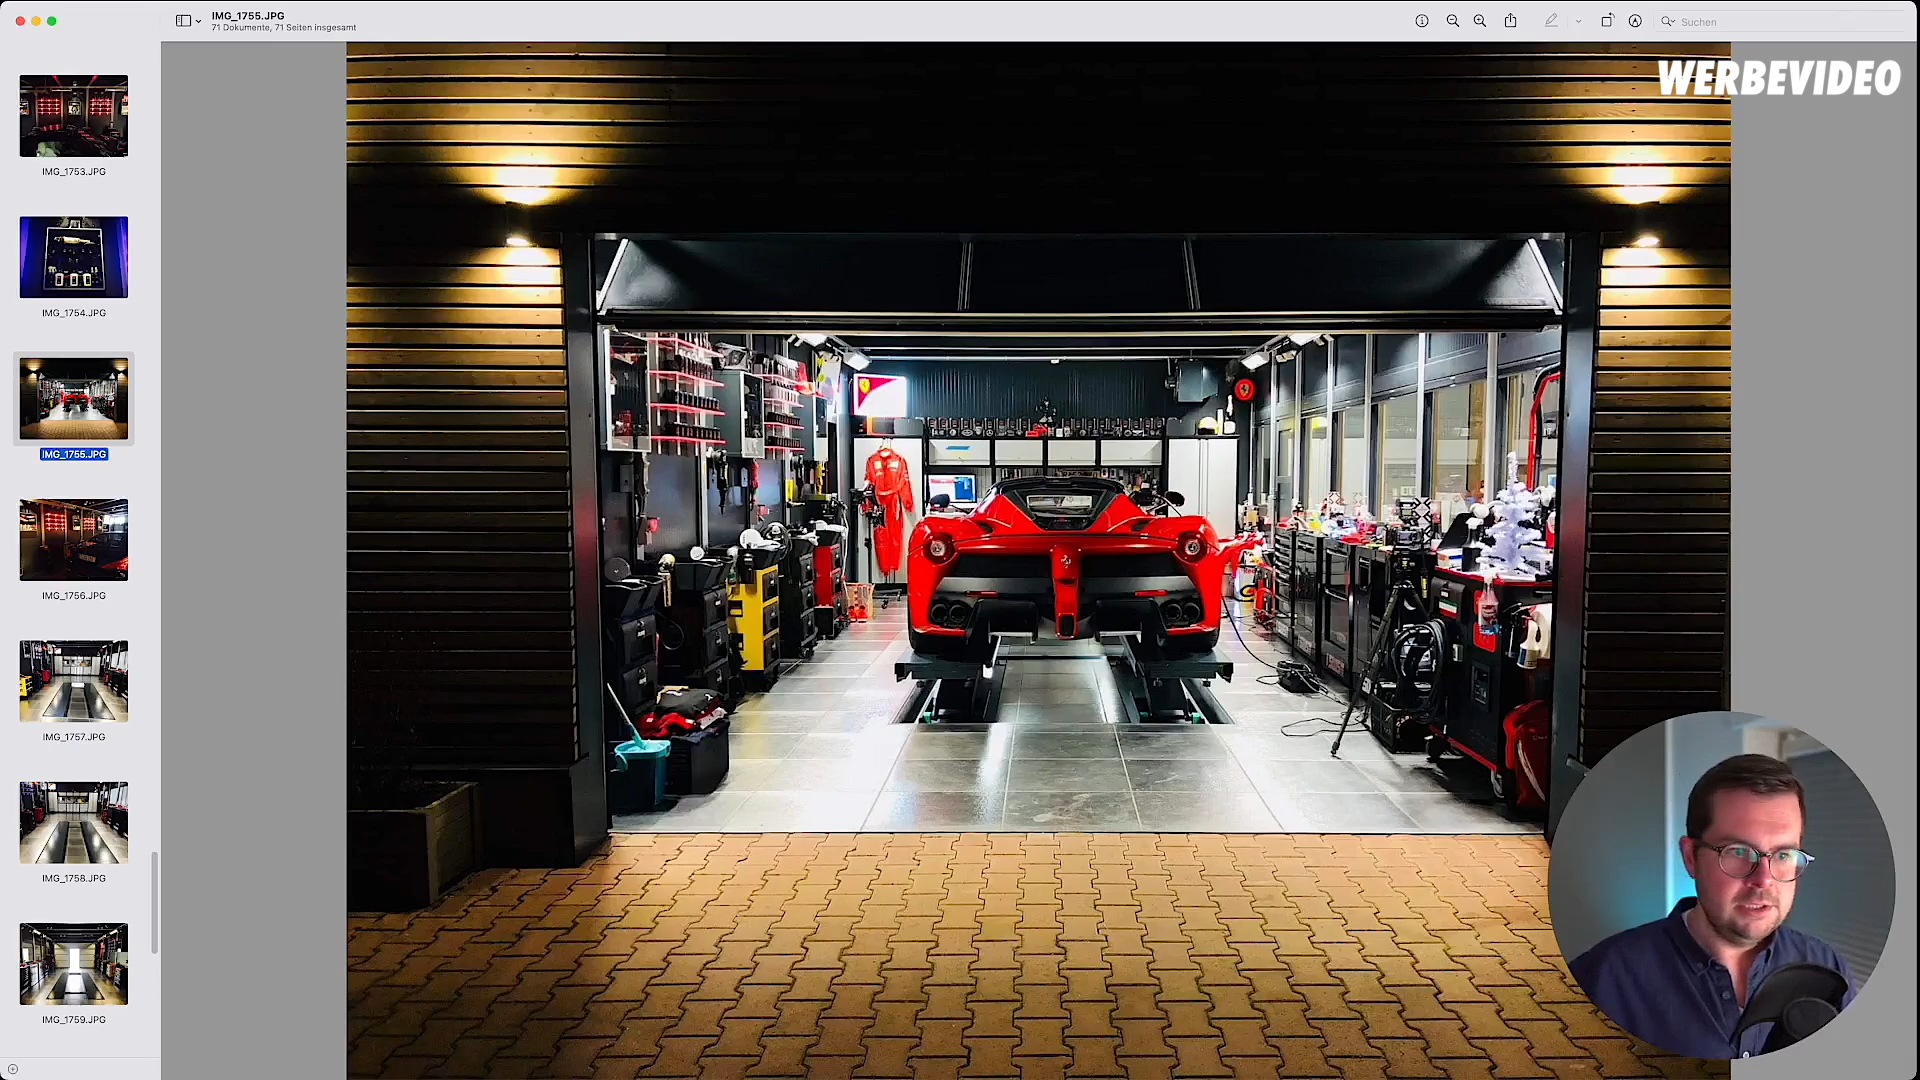 IMG_1755.JPG
71 Dokumente, 71 Seiten insgesamt
Suchen
WERBEVIDEO
IMG_1753.JPG
IMG_1754.JPG
IMG_1755.JPG
IMG_1756.JPG
IMG_1757.JPG
IMG_1758.JPG
IMG_1759.JPG